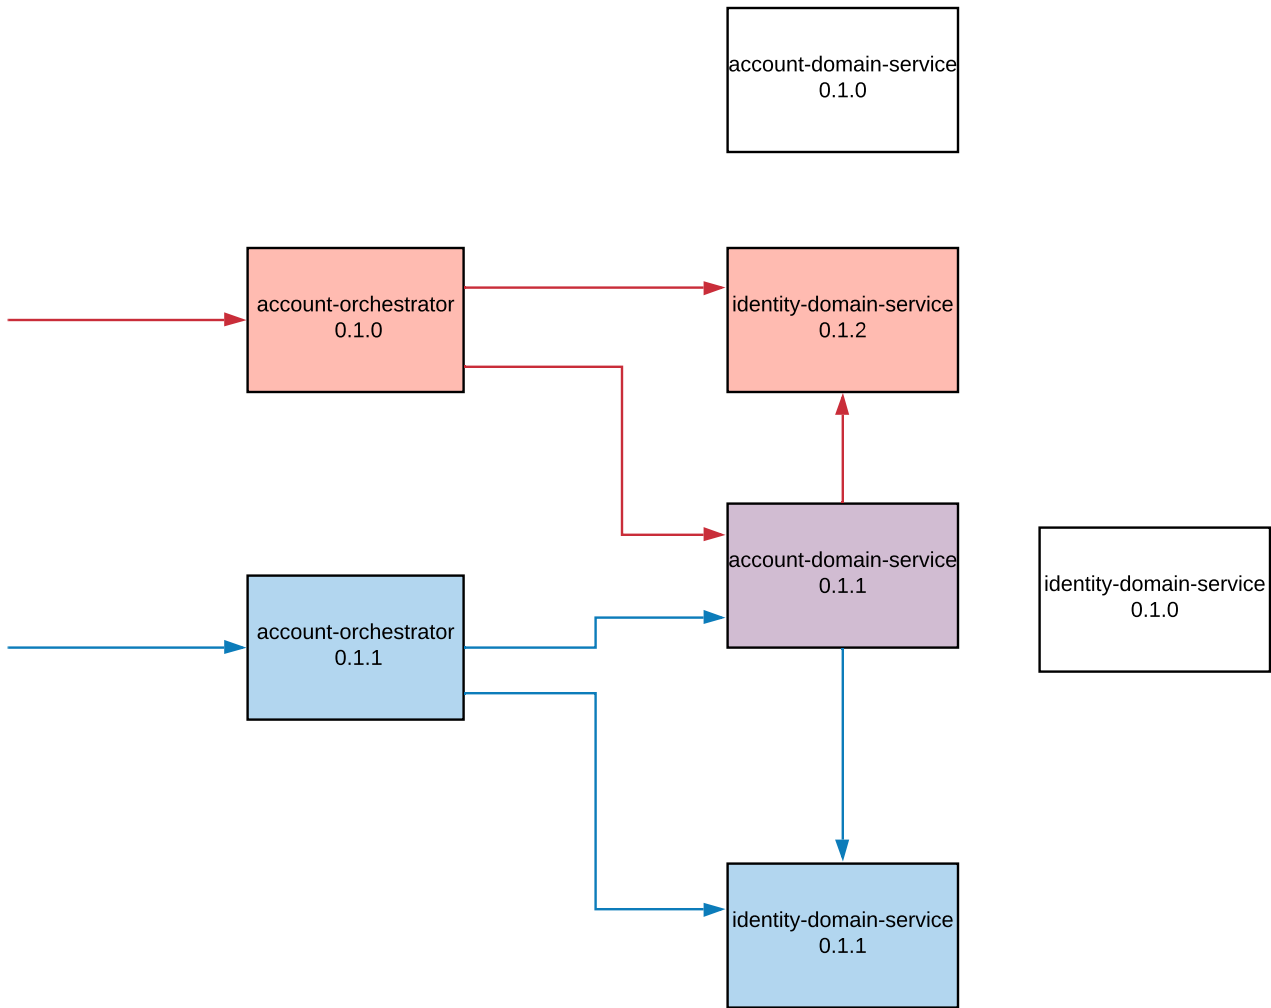 account-domain-service
0.1.0
account-orchestrator
0.1.0
identity-domain-service
0.1.2
account-domain-service
0.1.1
identity-domain-service
0.1.0
account-orchestrator
0.1.1
identity-domain-service
0.1.1